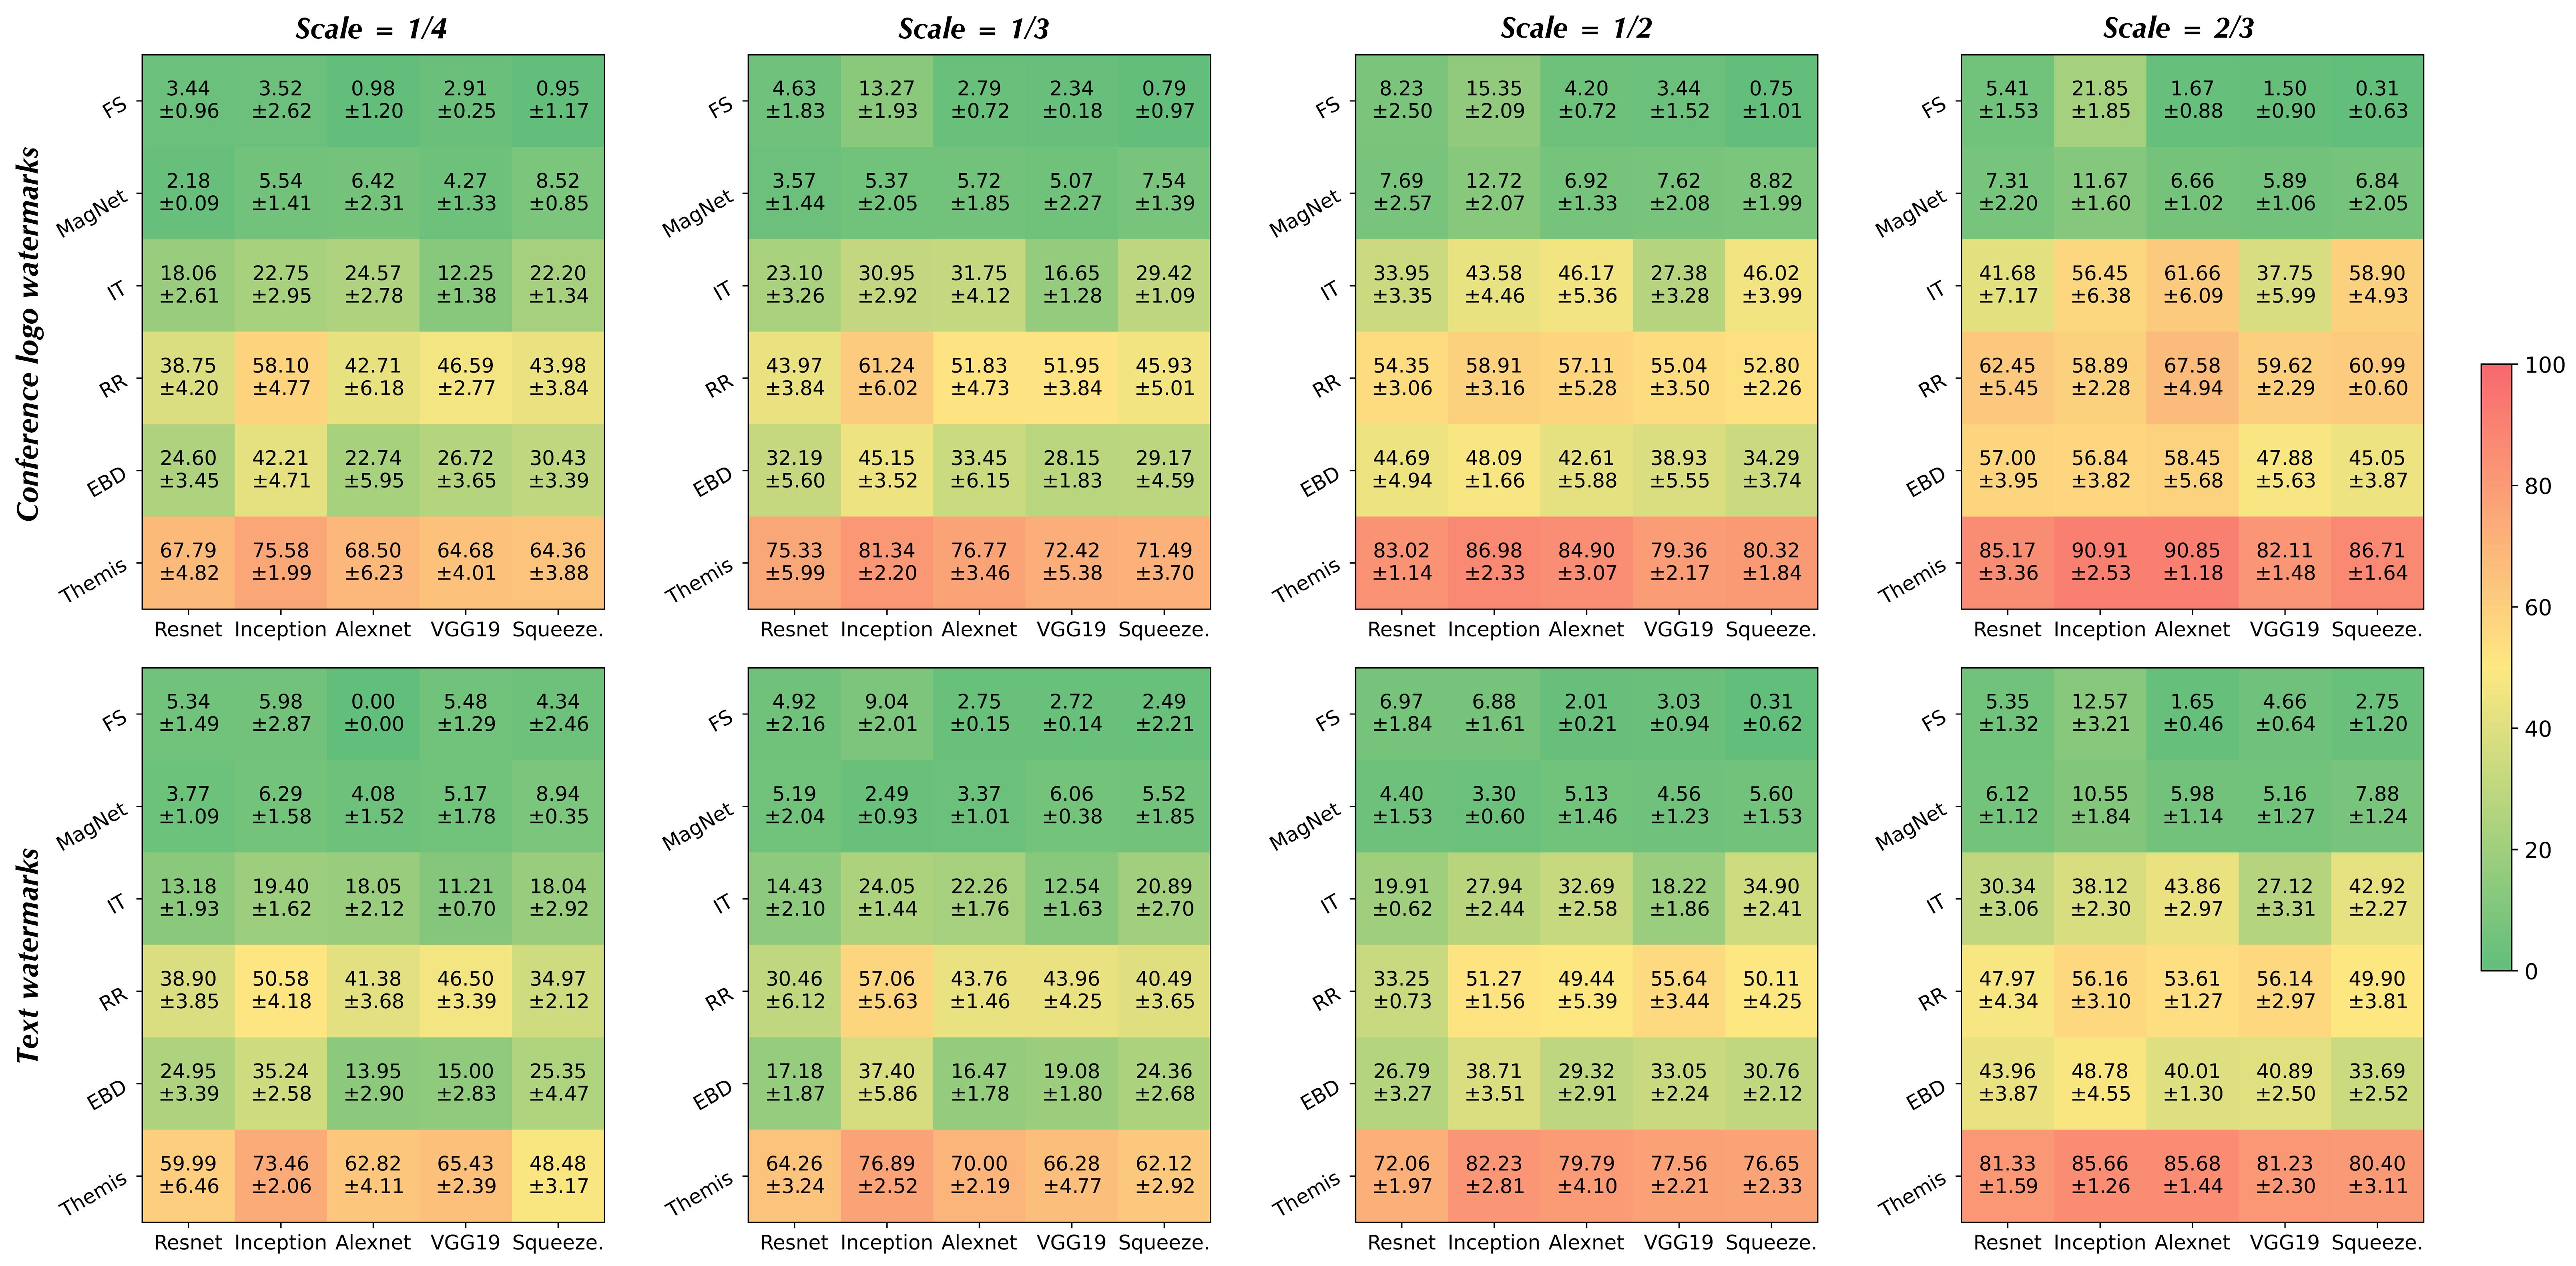 Scale = 1/4
Scale = 1/3
Scale = 1/2
Scale = 2/3
Conference logo watermarks
FS
3.44 3.52 0.98 2.91 0.95
±0.96 ±2.62 ±1.20 ±0.25 ±1.17
MagNet
2.18 5.54 6.42 4.27 8.52
±0.09 ±1.41 ±2.31 ±1.33 ±0.85
IT
18.06 22.75 24.57 12.25 22.20
±2.61 ±2.95 ±2.78 ±1.38 ±1.34
RR
38.75 58.10 42.71 46.59 43.98
±4.20 ±4.77 ±6.18 ±2.77 ±3.84
EBD
24.60 42.21 22.74 26.72 30.43
±3.45 ±4.71 ±5.95 ±3.65 ±3.39
Themis
67.79 75.58 68.50 64.68 64.36
±4.82 ±1.99 ±6.23 ±4.01 ±3.88
Resnet Inception Alexnet VGG19 Squeeze.
FS
4.63 13.27 2.79 2.34 0.79
±1.83 ±1.93 ±0.72 ±0.18 ±0.97
MagNet
3.57 5.37 5.72 5.07 7.54
±1.44 ±2.05 ±1.85 ±2.27 ±1.39
IT
23.10 30.95 31.75 16.65 29.42
±3.26 ±2.92 ±4.12 ±1.28 ±1.09
RR
43.97 61.24 51.83 51.95 45.93
±3.84 ±6.02 ±4.73 ±3.84 ±5.01
EBD
32.19 45.15 33.45 28.15 29.17
±5.60 ±3.52 ±6.15 ±1.83 ±4.59
Themis
75.33 81.34 76.77 72.42 71.49
±5.99 ±2.20 ±3.46 ±5.38 ±3.70
Resnet Inception Alexnet VGG19 Squeeze.
FS
8.23 15.35 4.20 3.44 0.75
±2.50 ±2.09 ±0.72 ±1.52 ±1.01
MagNet
7.69 12.72 6.92 7.62 8.82
±2.57 ±2.07 ±1.33 ±2.08 ±1.99
IT
33.95 43.58 46.17 27.38 46.02
±3.35 ±4.46 ±5.36 ±3.28 ±3.99
RR
54.35 58.91 57.11 55.04 52.80
±3.06 ±3.16 ±5.28 ±3.50 ±2.26
EBD
44.69 48.09 42.61 38.93 34.29
±4.94 ±1.66 ±5.88 ±5.55 ±3.74
Themis
83.02 86.98 84.90 79.36 80.32
±1.14 ±2.33 ±3.07 ±2.17 ±1.84
Resnet Inception Alexnet VGG19 Squeeze.
FS
5.41 21.85 1.67 1.50 0.31
±1.53 ±1.85 ±0.88 ±0.90 ±0.63
MagNet
7.31 11.67 6.66 5.89 6.84
±2.20 ±1.60 ±1.02 ±1.06 ±2.05
IT
41.68 56.45 61.66 37.75 58.90
±7.17 ±6.38 ±6.09 ±5.99 ±4.93
RR
62.45 58.89 67.58 59.62 60.99
±5.45 ±2.28 ±4.94 ±2.29 ±0.60
EBD
57.00 56.84 58.45 47.88 45.05
±3.95 ±3.82 ±5.68 ±5.63 ±3.87
Themis
85.17 90.91 90.85 82.11 86.71
±3.36 ±2.53 ±1.18 ±1.48 ±1.64
Resnet Inception Alexnet VGG19 Squeeze.
Text watermarks
FS
5.34 5.98 0.00 5.48 4.34
±1.49 ±2.87 ±0.00 ±1.29 ±2.46
MagNet
3.77 6.29 4.08 5.17 8.94
±1.09 ±1.58 ±1.52 ±1.78 ±0.35
IT
13.18 19.40 18.05 11.21 18.04
±1.93 ±1.62 ±2.12 ±0.70 ±2.92
RR
38.90 50.58 41.38 46.50 34.97
±3.85 ±4.18 ±3.68 ±3.39 ±2.12
EBD
24.95 35.24 13.95 15.00 25.35
±3.39 ±2.58 ±2.90 ±2.83 ±4.47
Themis
59.99 73.46 62.82 65.43 48.48
±6.46 ±2.06 ±4.11 ±2.39 ±3.17
Resnet Inception Alexnet VGG19 Squeeze.
FS
4.92 9.04 2.75 2.72 2.49
±2.16 ±2.01 ±0.15 ±0.14 ±2.21
MagNet
5.19 2.49 3.37 6.06 5.52
±2.04 ±0.93 ±1.01 ±0.38 ±1.85
IT
14.43 24.05 22.26 12.54 20.89
±2.10 ±1.44 ±1.76 ±1.63 ±2.70
RR
30.46 57.06 43.76 43.96 40.49
±6.12 ±5.63 ±1.46 ±4.25 ±3.65
EBD
17.18 37.40 16.47 19.08 24.36
±1.87 ±5.86 ±1.78 ±1.80 ±2.68
Themis
64.26 76.89 70.00 66.28 62.12
±3.24 ±2.52 ±2.19 ±4.77 ±2.92
Resnet Inception Alexnet VGG19 Squeeze.
FS
6.97 6.88 2.01 3.03 0.31
±1.84 ±1.61 ±0.21 ±0.94 ±0.62
MagNet
4.40 3.30 5.13 4.56 5.60
±1.53 ±0.60 ±1.46 ±1.23 ±1.53
IT
19.91 27.94 32.69 18.22 34.90
±0.62 ±2.44 ±2.58 ±1.86 ±2.41
RR
33.25 51.27 49.44 55.64 50.11
±0.73 ±1.56 ±5.39 ±3.44 ±4.25
EBD
26.79 38.71 29.32 33.05 30.76
±3.27 ±3.51 ±2.91 ±2.24 ±2.12
Themis
72.06 82.23 79.79 77.56 76.65
±1.97 ±2.81 ±4.10 ±2.21 ±2.33
Resnet Inception Alexnet VGG19 Squeeze.
FS
5.35 12.57 1.65 4.66 2.75
±1.32 ±3.21 ±0.46 ±0.64 ±1.20
MagNet
6.12 10.55 5.98 5.16 7.88
±1.12 ±1.84 ±1.14 ±1.27 ±1.24
IT
30.34 38.12 43.86 27.12 42.92
±3.06 ±2.30 ±2.97 ±3.31 ±2.27
RR
47.97 56.16 53.61 56.14 49.90
±4.34 ±3.10 ±1.27 ±2.97 ±3.81
EBD
43.96 48.78 40.01 40.89 33.69
±3.87 ±4.55 ±1.30 ±2.50 ±2.52
Themis
81.33 85.66 85.68 81.23 80.40
±1.59 ±1.26 ±1.44 ±2.30 ±3.11
Resnet Inception Alexnet VGG19 Squeeze.
100
80
60
40
20
0